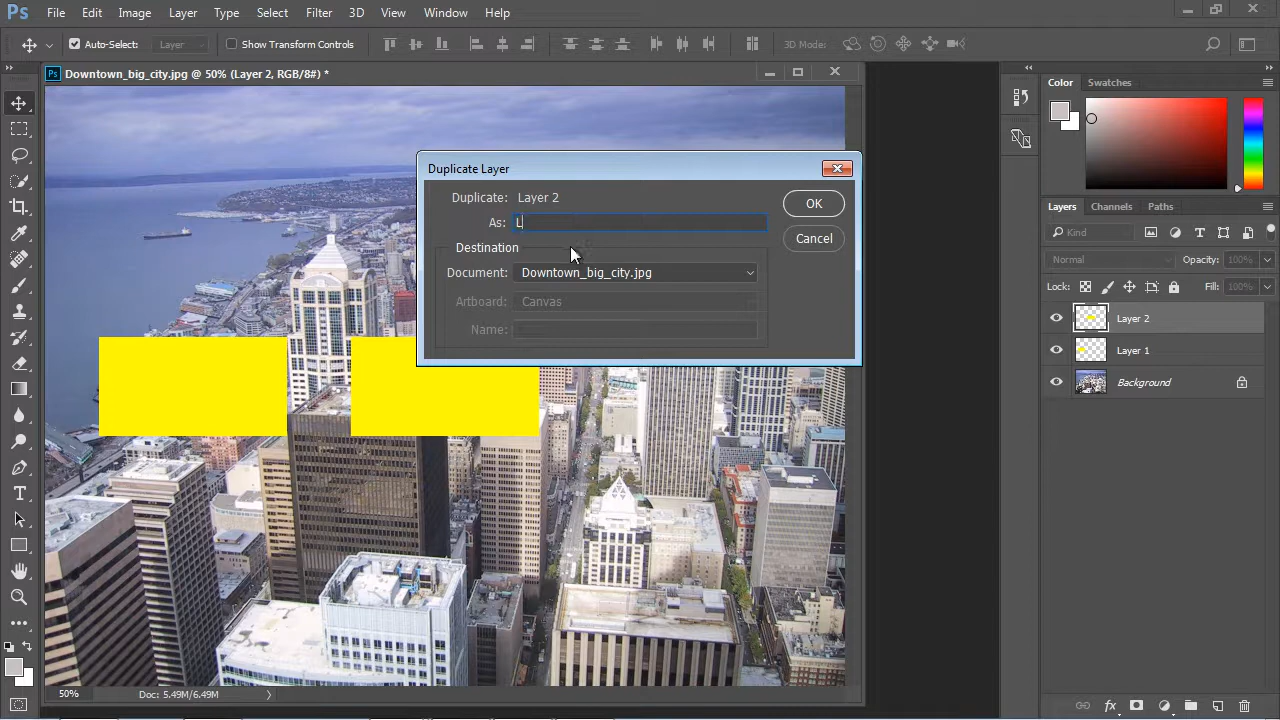 Ps File Edit Image Layer Type Select Filter 3D View Window Help
Auto-Select: Layer Show Transform Controls 3D Mode:
Ps Downtown_big_city.jpg @ 50% (Layer 2, RGB/8#) *
Color Swatches
Duplicate Layer
Duplicate: Layer 2
OK
As: L
Cancel
Destination
Document: Downtown_big_city.jpg
Artboard: Canvas
Name:
Layers Channels Paths
Kind
Normal Opacity: 100%
Lock: Fill: 100%
Layer 2
Layer 1
Background
50% Doc: 5.49M/6.49M
fx